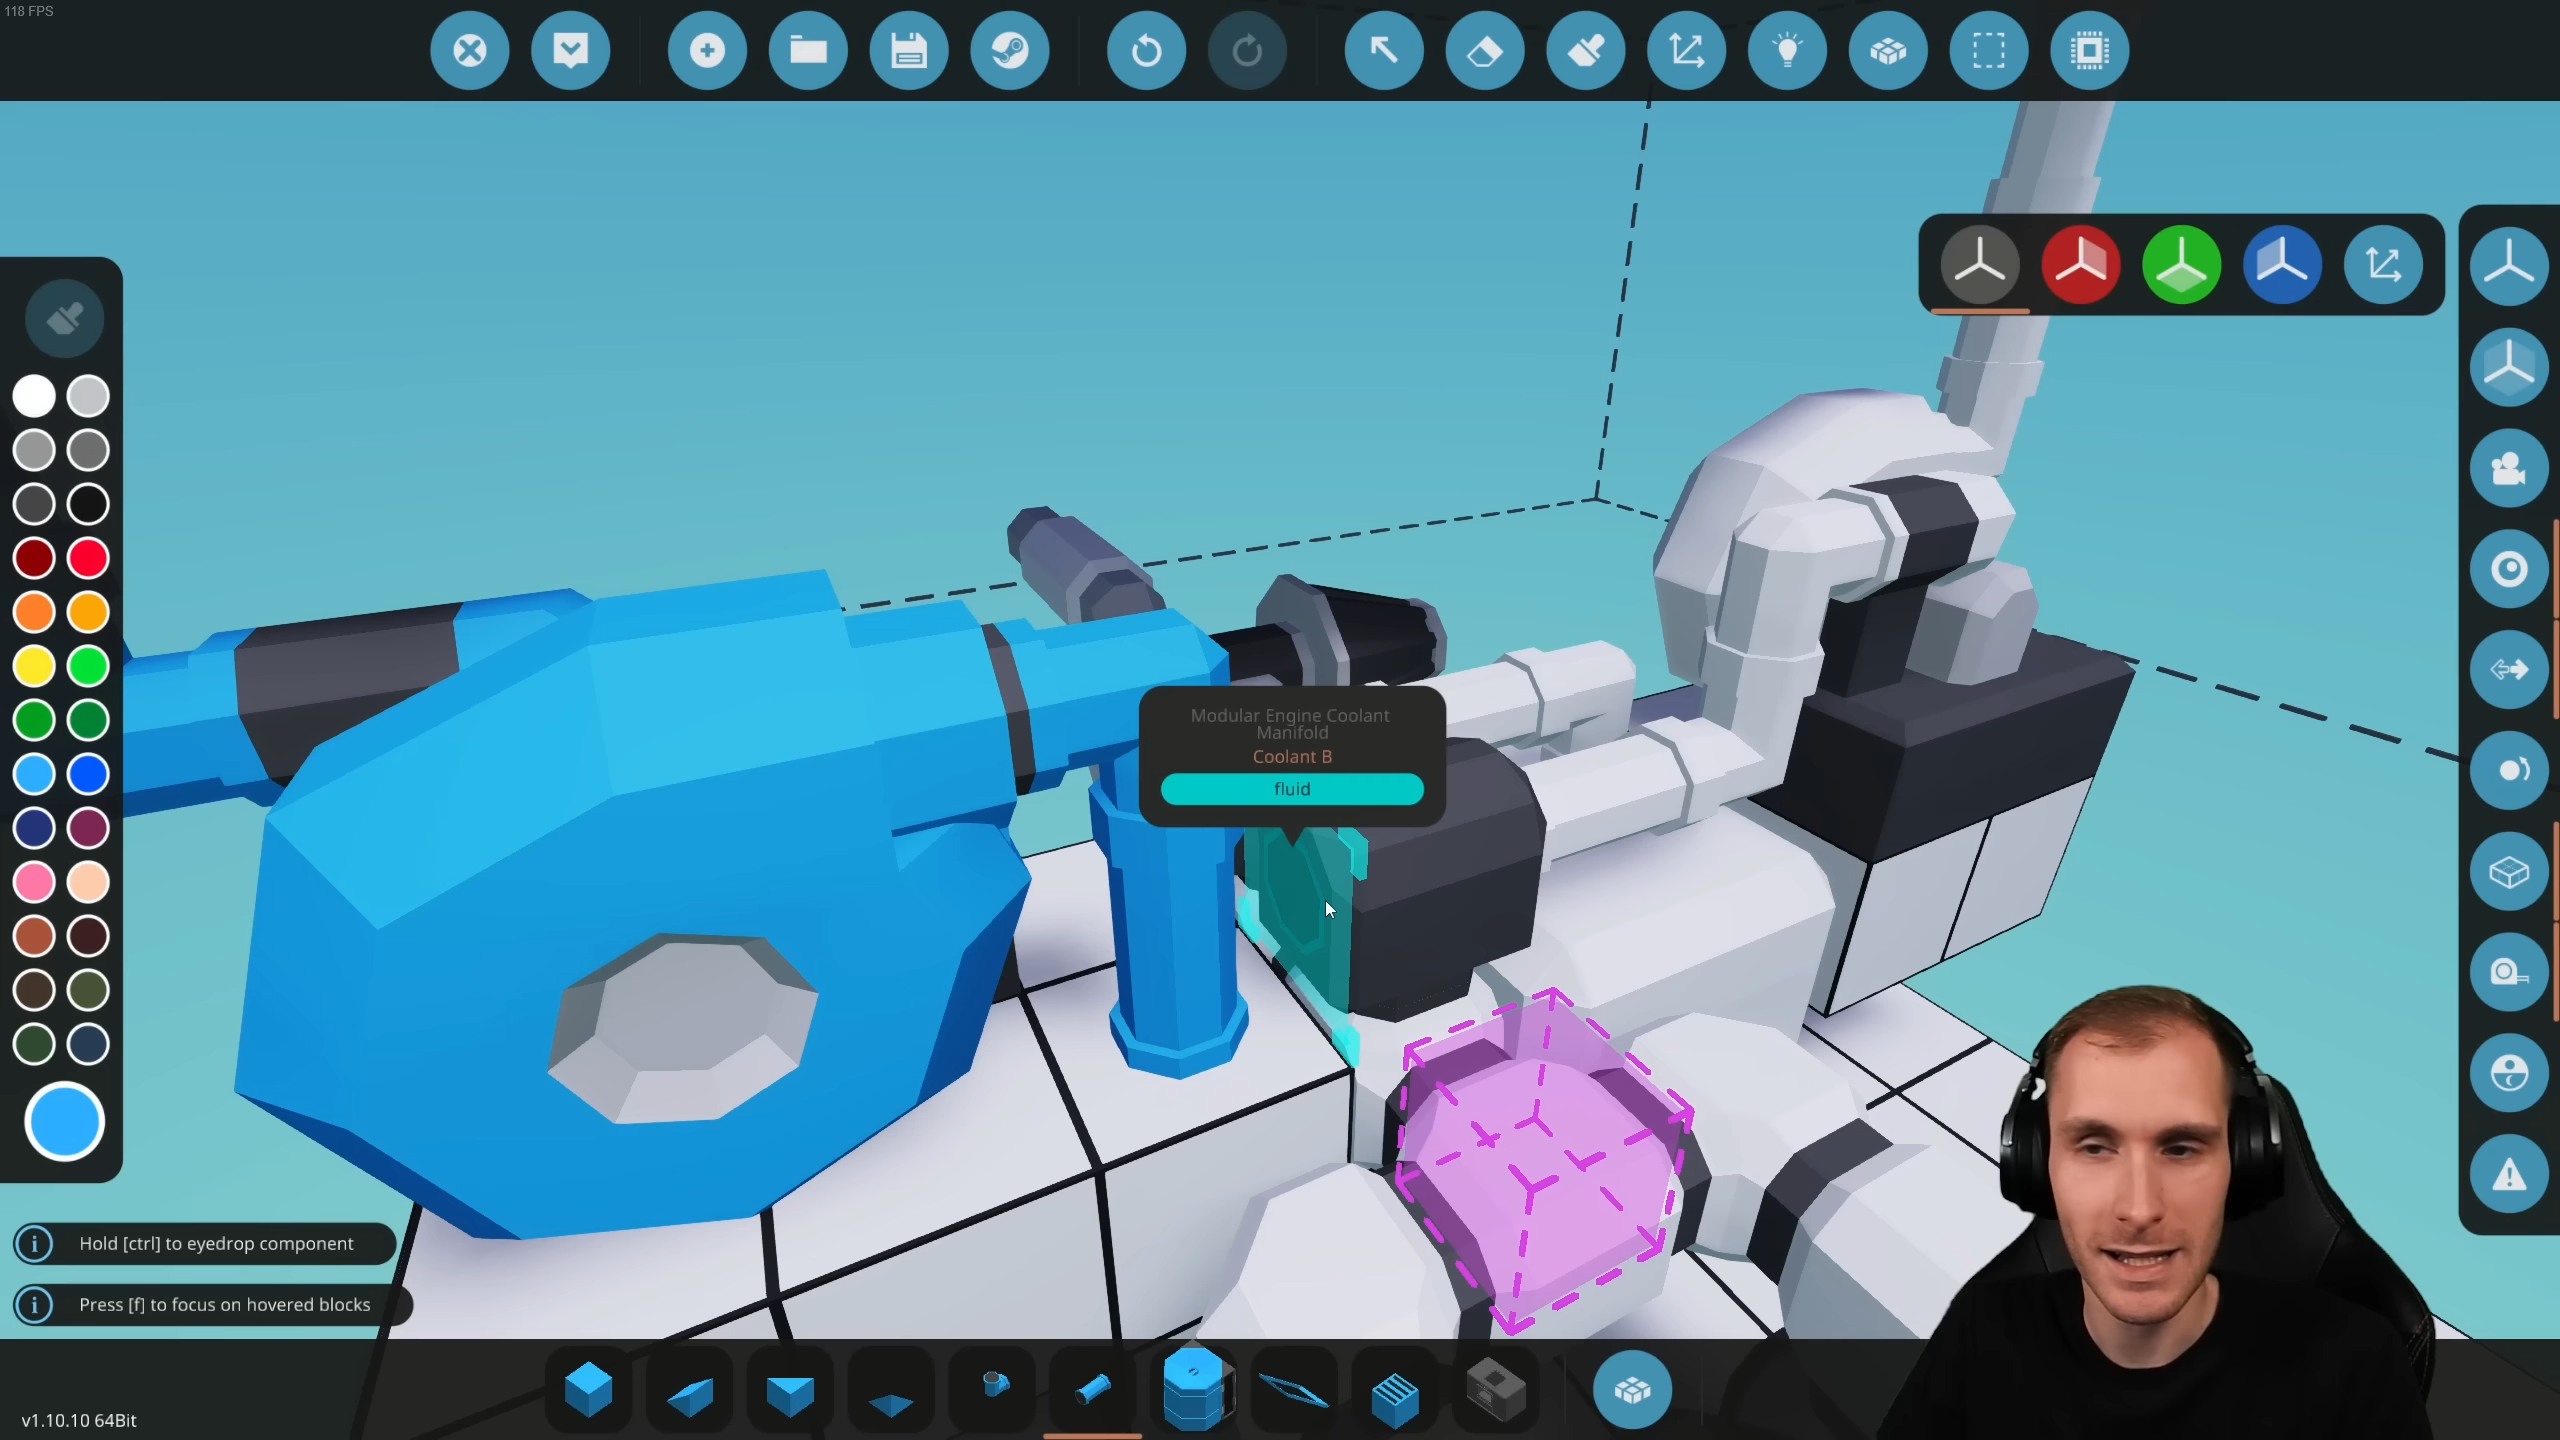 118 FPS
Modular Engine Coolant
Manifold
Coolant B
fluid
Hold [ctrl] to eyedrop component
Press [f] to focus on hovered blocks
v1.10.10 64Bit